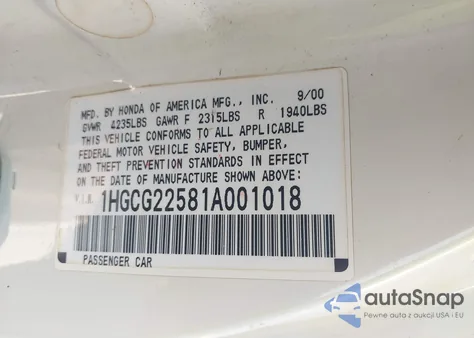 MFD. BY HONDA OF AMERICA MFG., INC. 9/00
GVWR 4235LBS GAWR F 2315LBS R 1940LBS
THIS VEHICLE CONFORMS TO ALL APPLICABLE
FEDERAL MOTOR VEHICLE SAFETY, BUMPER,
AND THEFT PREVENTION STANDARDS IN EFFECT
ON THE DATE OF MANUFACTURE SHOWN ABOVE:
V.I.N. 1HGCG22581A001018
PASSENGER CAR
autoSnap
Pewne auta z aukcji USA i EU